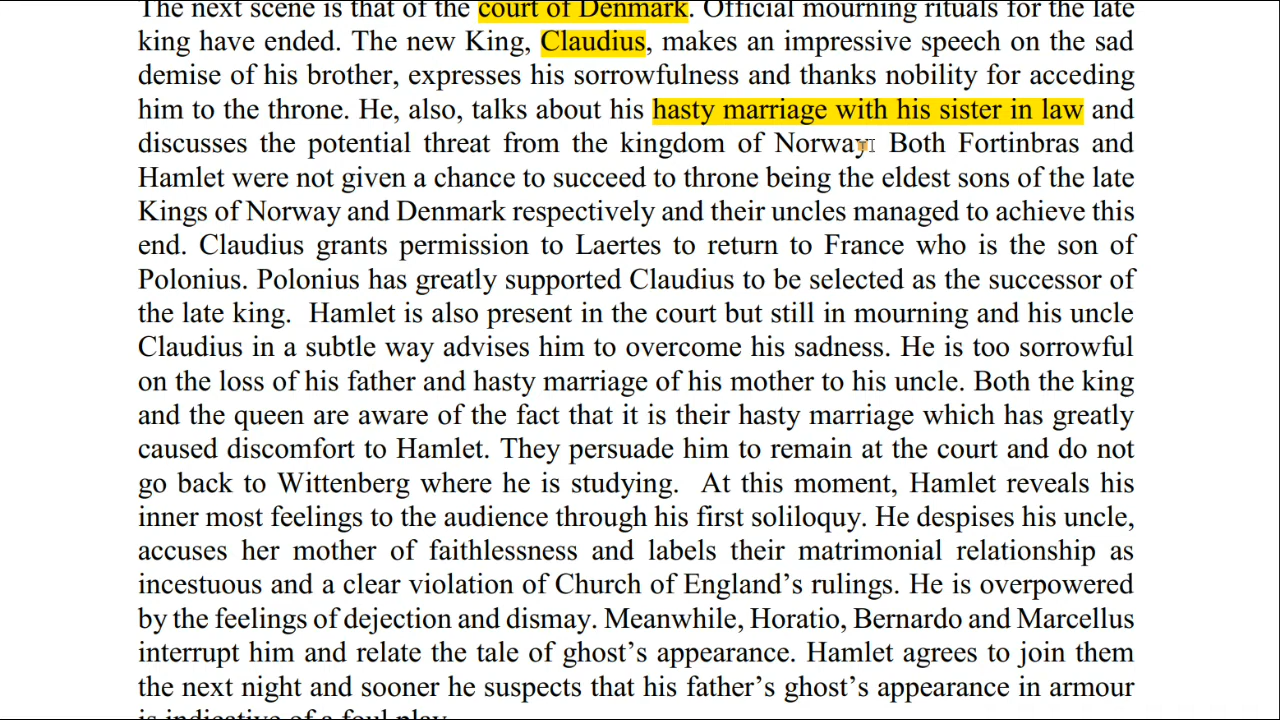 The next scene is that of the court of Denmark. Official mourning rituals for the late
king have ended. The new King, Claudius, makes an impressive speech on the sad
demise of his brother, expresses his sorrowfulness and thanks nobility for acceding
him to the throne. He, also, talks about his hasty marriage with his sister in law and
discusses the potential threat from the kingdom of Norway. Both Fortinbras and
Hamlet were not given a chance to succeed to throne being the eldest sons of the late
Kings of Norway and Denmark respectively and their uncles managed to achieve this
end. Claudius grants permission to Laertes to return to France who is the son of
Polonius. Polonius has greatly supported Claudius to be selected as the successor of
the late king. Hamlet is also present in the court but still in mourning and his uncle
Claudius in a subtle way advises him to overcome his sadness. He is too sorrowful
on the loss of his father and hasty marriage of his mother to his uncle. Both the king
and the queen are aware of the fact that it is their hasty marriage which has greatly
caused discomfort to Hamlet. They persuade him to remain at the court and do not
go back to Wittenberg where he is studying. At this moment, Hamlet reveals his
inner most feelings to the audience through his first soliloquy. He despises his uncle,
accuses her mother of faithlessness and labels their matrimonial relationship as
incestuous and a clear violation of Church of England’s rulings. He is overpowered
by the feelings of dejection and dismay. Meanwhile, Horatio, Bernardo and Marcellus
interrupt him and relate the tale of ghost’s appearance. Hamlet agrees to join them
the next night and sooner he suspects that his father’s ghost’s appearance in armour
is indicative of a foul play.